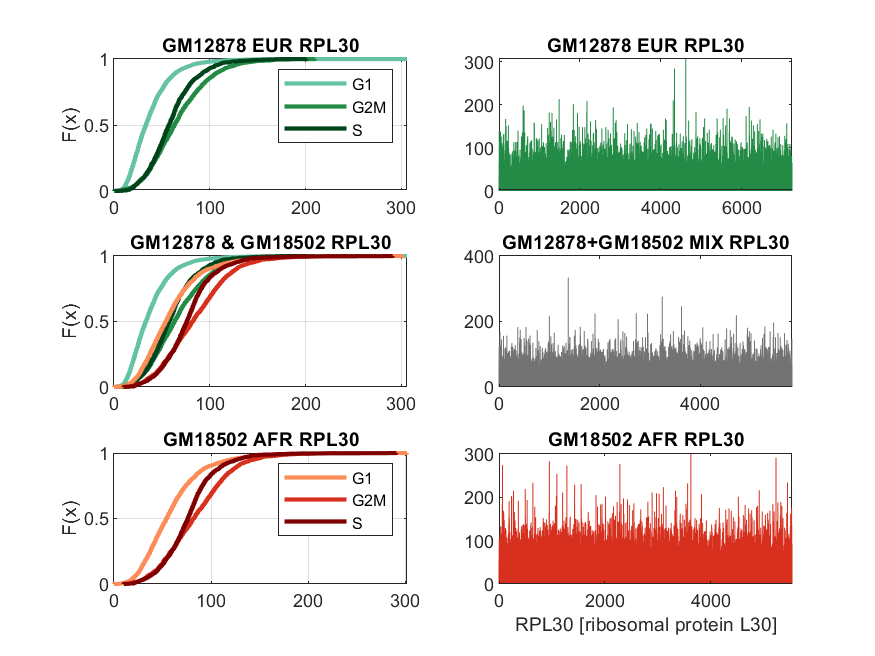 GM12878 EUR RPL30
1
0.5
0
F(x)
0 100 200 300
G1
G2M
S
GM12878 EUR RPL30
300
200
100
0
0 2000 4000 6000
GM12878 & GM18502 RPL30
1
0.5
0
F(x)
0 100 200 300
GM12878+GM18502 MIX RPL30
400
200
0
0 2000 4000
GM18502 AFR RPL30
1
0.5
0
F(x)
0 100 200 300
G1
G2M
S
GM18502 AFR RPL30
300
200
100
0
0 2000 4000
RPL30 [ribosomal protein L30]